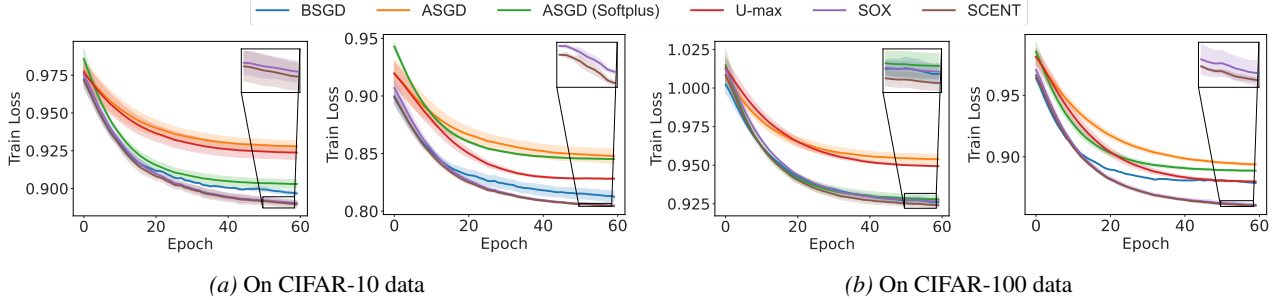 BSGD ASGD ASGD (Softplus) U-max SOX SCENT
Train Loss
0.975
0.950
0.925
0.900
0 20 40 60
Epoch
Train Loss
0.95
0.90
0.85
0.80
0 20 40 60
Epoch
Train Loss
1.025
1.000
0.975
0.950
0.925
0 20 40 60
Epoch
Train Loss
0.95
0.90
0 20 40 60
Epoch
(a) On CIFAR-10 data
(b) On CIFAR-100 data